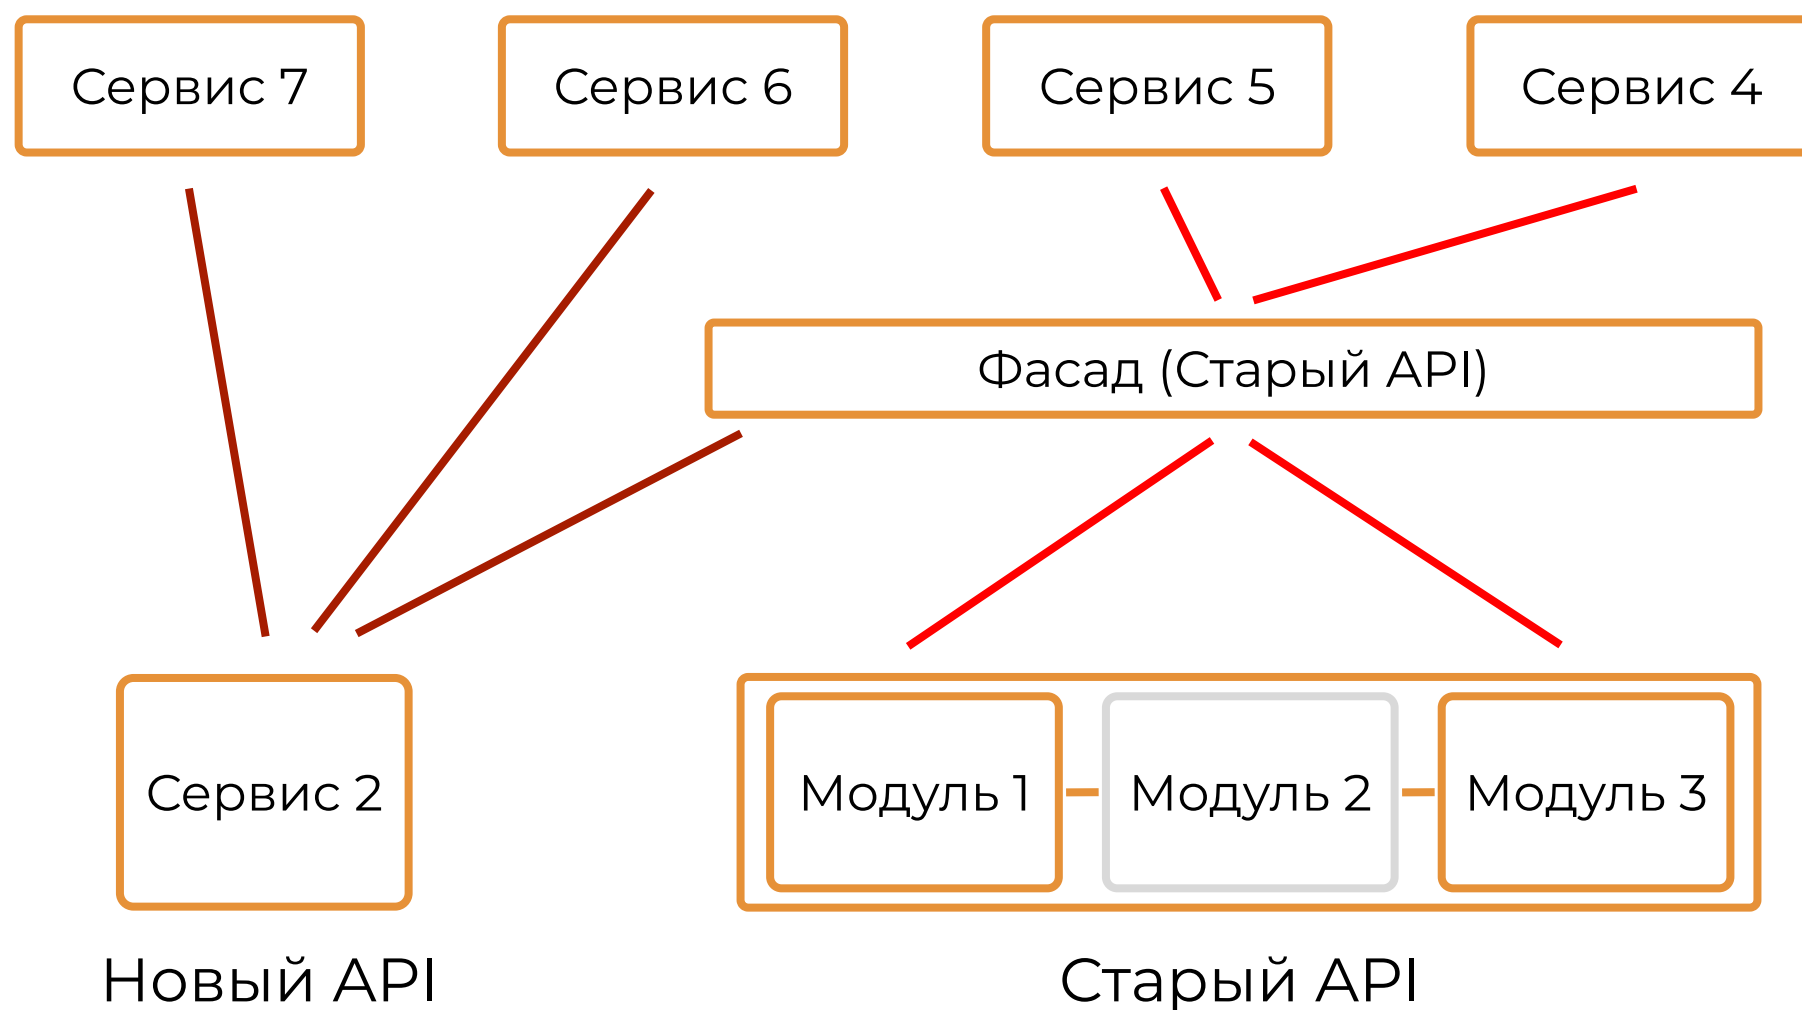 Сервис 7
Сервис 6
Сервис 5
Сервис 4
Фасад (Старый API)
Сервис 2
Модуль 1
Модуль 2
Модуль 3
Новый API
Старый API